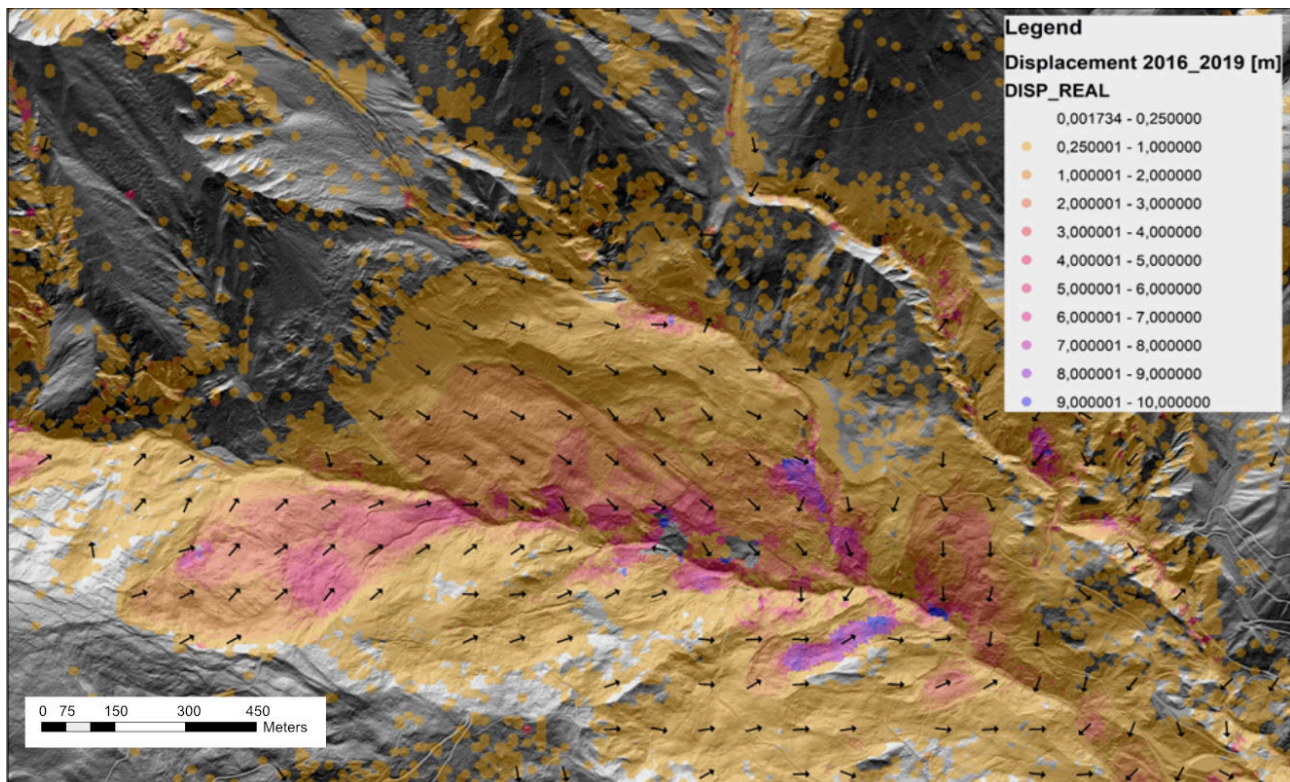 Legend
Displacement 2016_2019 [m]
DISP_REAL
0,001734 - 0,250000
0,250001 - 1,000000
1,000001 - 2,000000
2,000001 - 3,000000
3,000001 - 4,000000
4,000001 - 5,000000
5,000001 - 6,000000
6,000001 - 7,000000
7,000001 - 8,000000
8,000001 - 9,000000
9,000001 - 10,000000
0 75 150 300 450
Meters